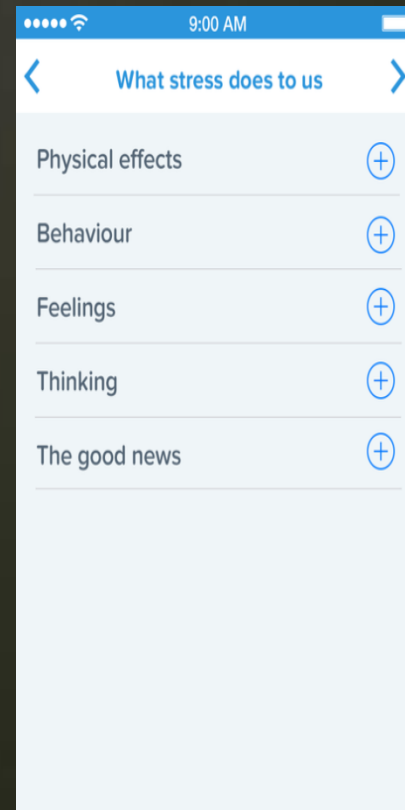 9:00 AM
What stress does to us
Physical effects
Behaviour
Feelings
Thinking
The good news